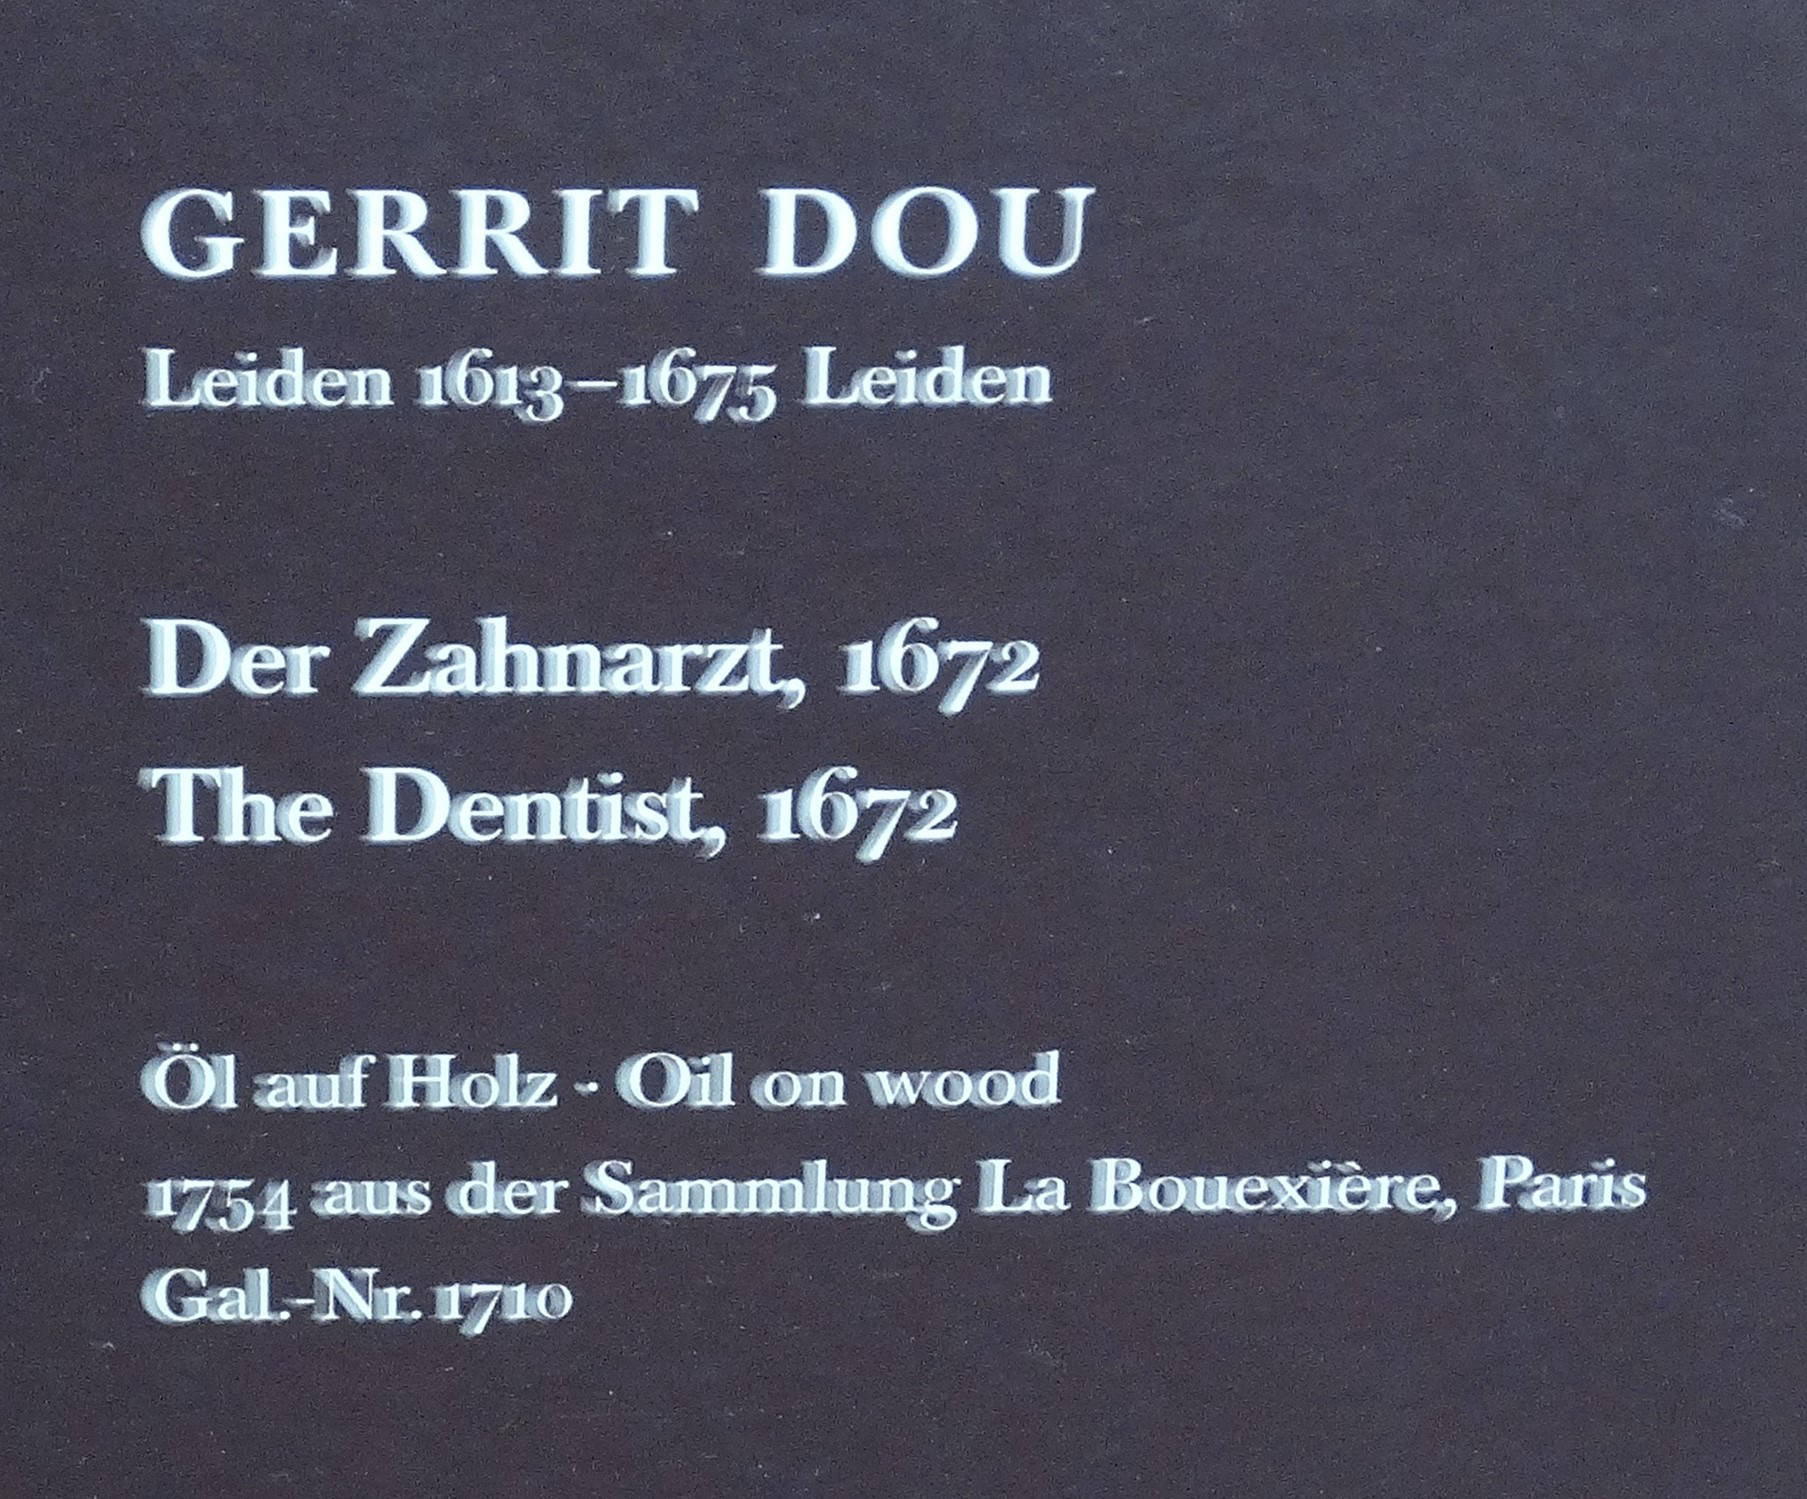 GERRIT DOU
Leiden 1613–1675 Leiden
Der Zahnarzt, 1672
The Dentist, 1672
Öl auf Holz - Oil on wood
1754 aus der Sammlung La Bouexière, Paris
Gal.-Nr. 1710